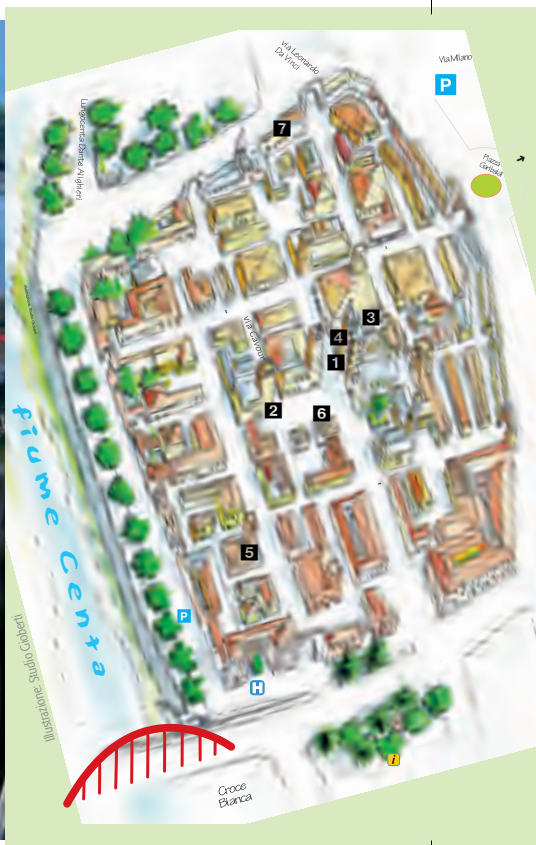 via Leonardo
Da Vinci
Via Milano
P
Lungocenta Dante Alighieri
7
Piazza
Garibaldi
3
via Cavour
4
1
2
6
fiume Centa
5
P
Illustrazione: Studio Gioberti
H
i
Croce
Bianca